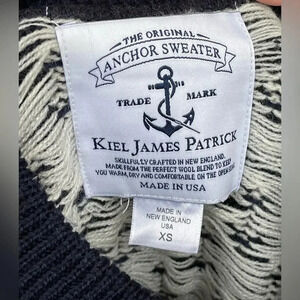 THE ORIGINAL
ANCHOR SWEATER
TRADE MARK
KIEL JAMES PATRICK
SKILLFULLY CRAFTED IN NEW ENGLAND.
MADE FROM THE PERFECT WOOL BLEND TO KEEP
YOU WARM, DRY AND COMFORTABLE ON THE OPEN
MADE IN USA
MADE IN
NEW ENGLAND
USA
XS